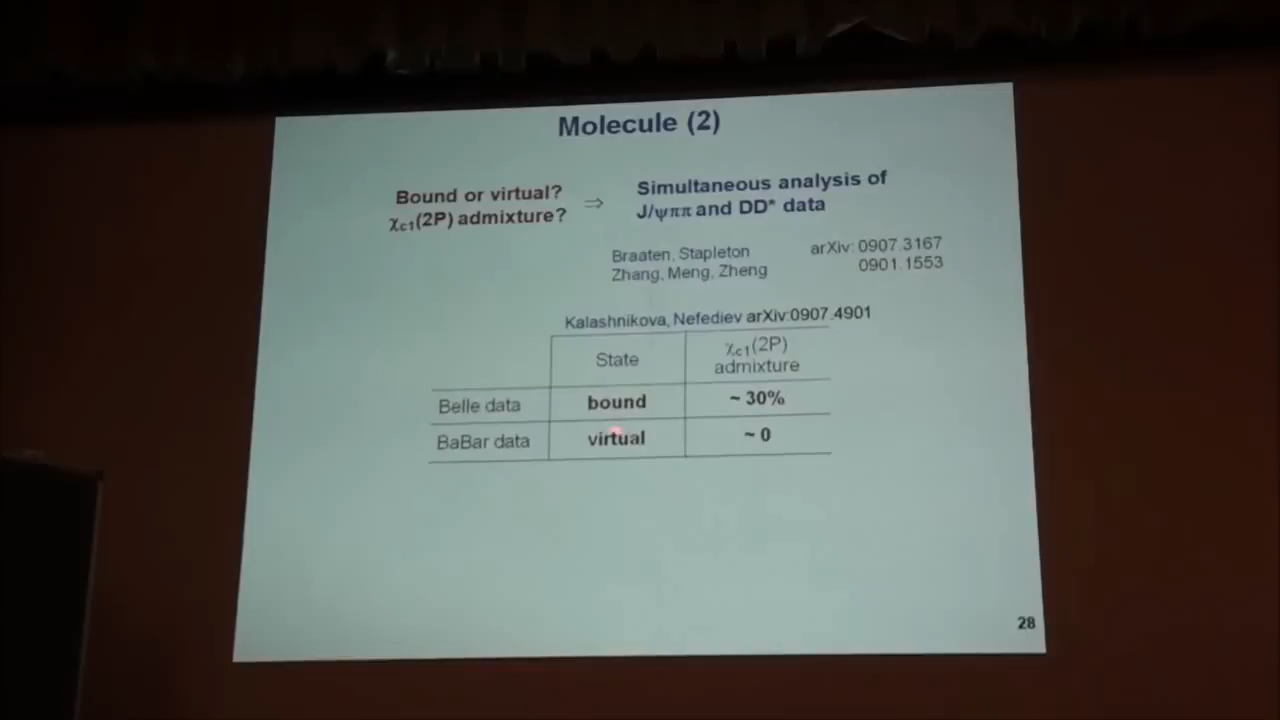 Molecule (2)
Bound or virtual?
χc1(2P) admixture?
⇒
Simultaneous analysis of
J/ψππ and DD* data
Braaten, Stapleton arXiv: 0907.3167
Zhang, Meng, Zheng 0901.1553
Kalashnikova, Nefediev arXiv:0907.4901
State χc1(2P) admixture
Belle data bound ~ 30%
BaBar data virtual ~ 0
28